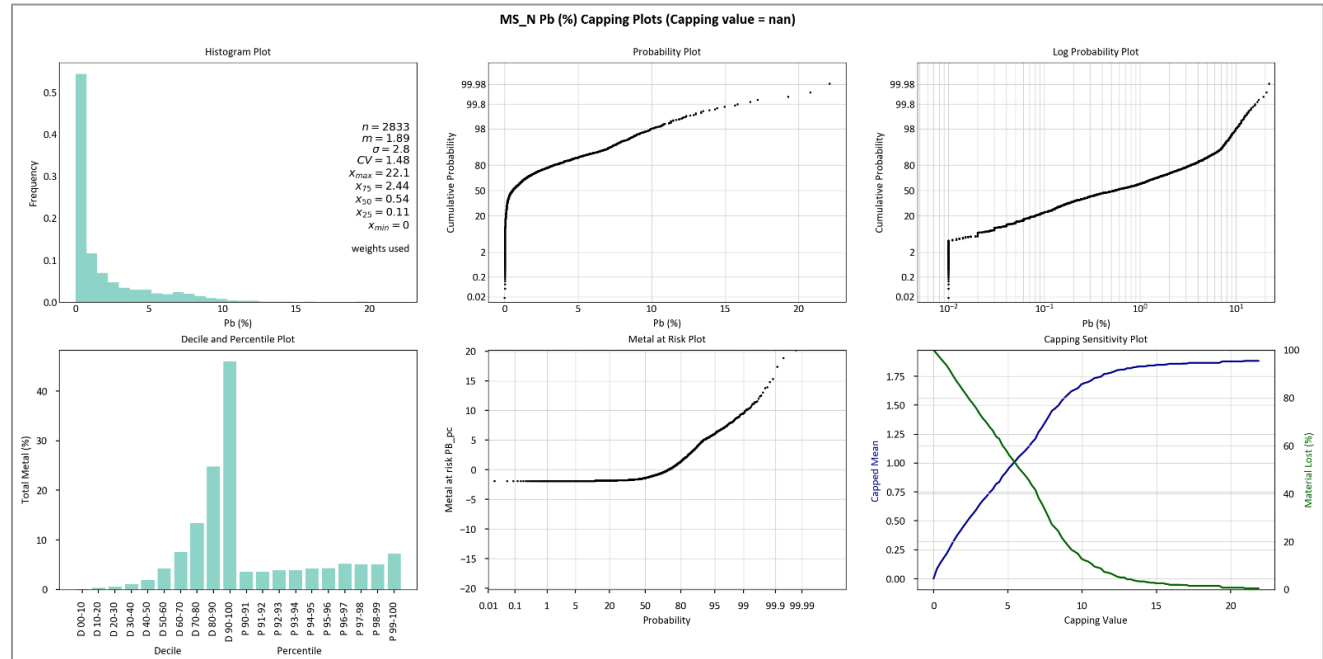 MS_N Pb (%) Capping Plots (Capping value = nan)
Histogram Plot
Frequency
0.5
0.4
0.3
0.2
0.1
0.0
n = 2833
m = 1.89
σ = 2.8
CV = 1.48
xmax = 22.1
x75 = 2.44
x50 = 0.54
x25 = 0.11
xmin = 0
weights used
0 5 10 15 20
Pb (%)
Probability Plot
Cumulative Probability
99.98
99.8
98
80
50
20
2
0.2
0.02
0 5 10 15 20
Pb (%)
Log Probability Plot
Cumulative Probability
99.98
99.8
98
80
50
20
2
0.2
0.02
10⁻² 10⁻¹ 10⁰ 10¹
Pb (%)
Decile and Percentile Plot
Total Metal (%)
40
30
20
10
0
D 00-10
D 10-20
D 20-30
D 30-40
D 40-50
D 50-60
D 60-70
D 70-80
D 80-90
D 90-100
P 90-91
P 91-92
P 92-93
P 93-94
P 94-95
P 95-96
P 96-97
P 97-98
P 98-99
P 99-100
Decile Percentile
Metal at Risk Plot
Metal at risk PB_pc
20
15
10
5
0
−5
−10
−15
−20
0.01 0.1 1 5 20 50 80 95 99 99.9 99.99
Probability
Capping Sensitivity Plot
Capped Mean
1.75
1.50
1.25
1.00
0.75
0.50
0.25
0.00
100
80
60
40
20
0
Material Lost (%)
0 5 10 15 20
Capping Value